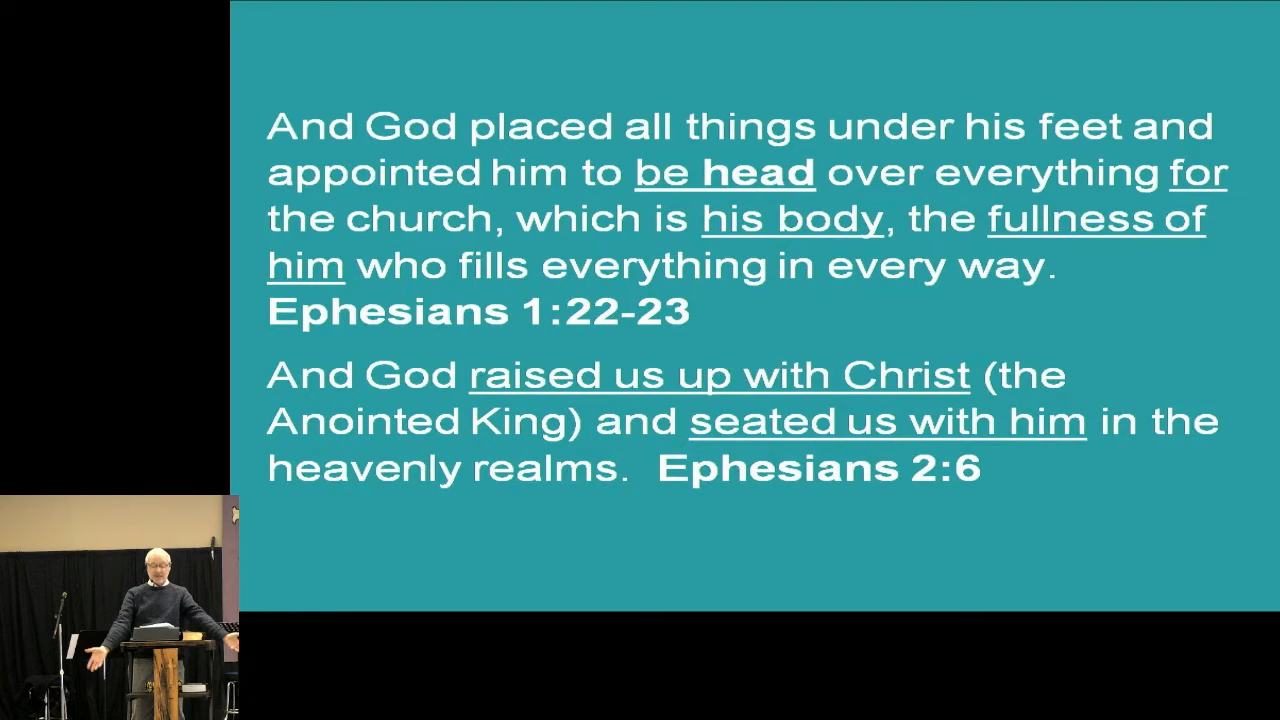 And God placed all things under his feet and
appointed him to be head over everything for
the church, which is his body, the fullness of
him who fills everything in every way.
Ephesians 1:22-23
And God raised us up with Christ (the
Anointed King) and seated us with him in the
heavenly realms. Ephesians 2:6